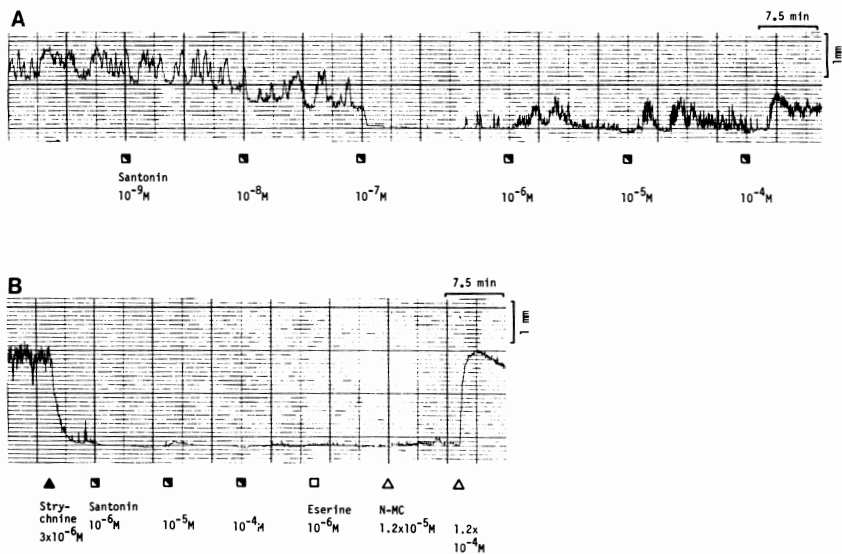 A
7.5 min
1mm
Santonin
10⁻⁹M 10⁻⁸M 10⁻⁷M 10⁻⁶M 10⁻⁵M 10⁻⁴M
B
7.5 min
1 mm
Stry- Santonin Eserine N-MC
chnine 10⁻⁶M 10⁻⁵M 10⁻⁴M 10⁻⁶M 1.2x10⁻⁵M 1.2x
3x10⁻⁶M 10⁻⁴M